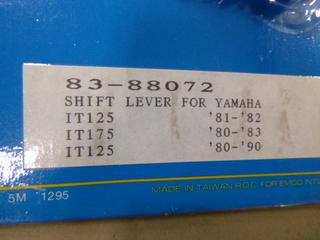 83-88072
SHIFT LEVER FOR YAMAHA
IT125 '81-'82
IT175 '80-'83
IT125 '80-'90
MADE IN TAIWAN R.O.C. FOR EMGO INT
5M 1295